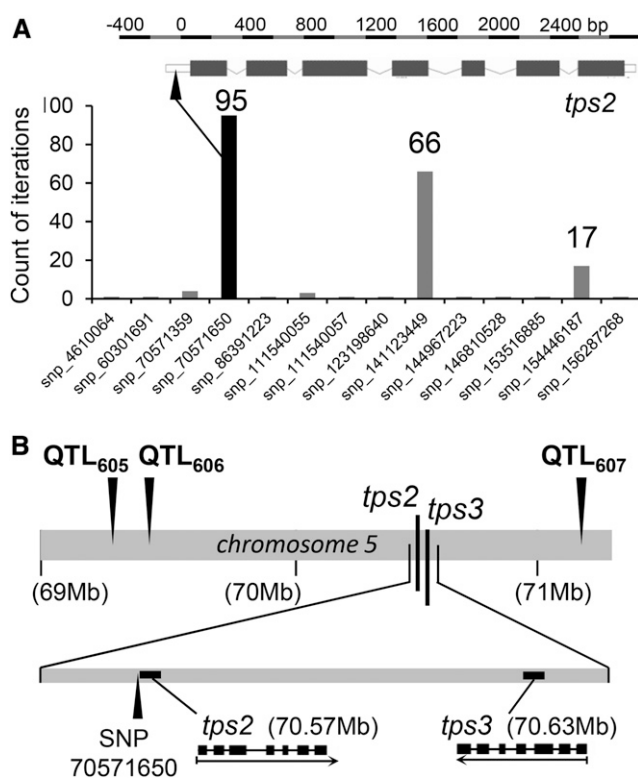 A
-400 0 400 800 1200 1600 2000 2400 bp
tps2
Count of iterations
100
80
60
40
20
0
95
66
17
snp_4610064
snp_60301691
snp_70571359
snp_70571650
snp_86391223
snp_111540055
snp_111540057
snp_123198640
snp_141123449
snp_144967223
snp_146810528
snp_153516885
snp_154446187
snp_156287268
B
QTL605 QTL606 QTL607
tps2
tps3
chromosome 5
(69Mb) (70Mb) (71Mb)
SNP
70571650
tps2 (70.57Mb)
tps3 (70.63Mb)